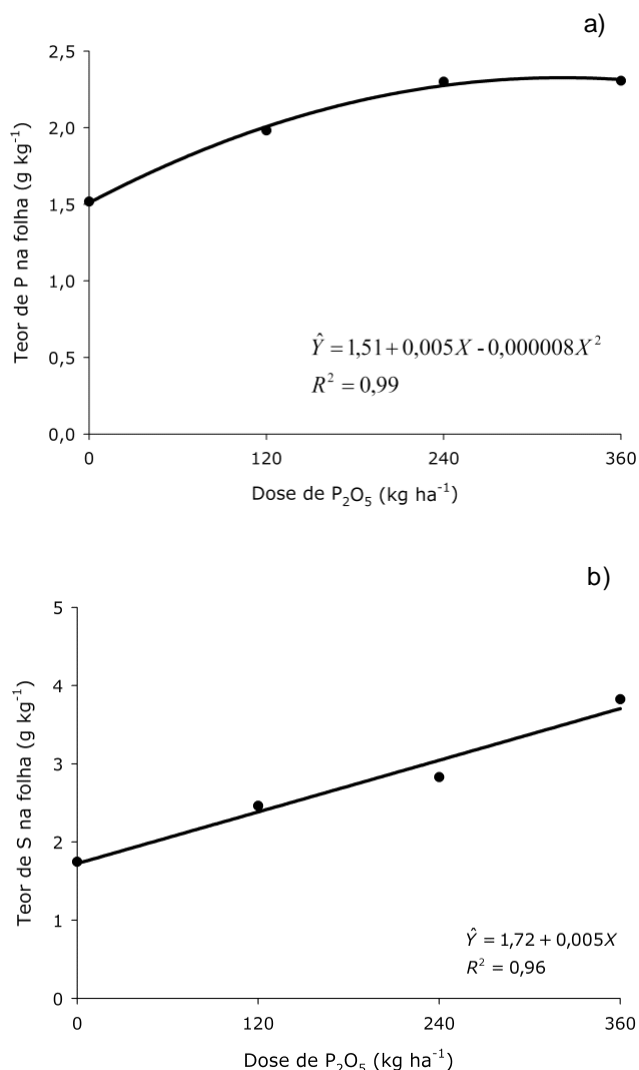 a)
2,5
2,0
1,5
1,0
0,5
0,0
Teor de P na folha (g kg⁻¹)
Ŷ = 1,51 + 0,005X - 0,000008X²
R² = 0,99
0 120 240 360
Dose de P₂O₅ (kg ha⁻¹)
b)
5
4
3
2
1
0
Teor de S na folha (g kg⁻¹)
Ŷ = 1,72 + 0,005X
R² = 0,96
0 120 240 360
Dose de P₂O₅ (kg ha⁻¹)